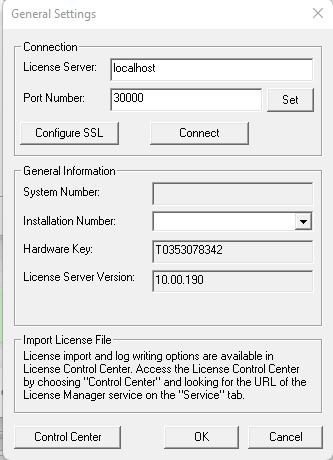 General Settings
Connection
License Server: localhost
Port Number: 30000 Set
Configure SSL Connect
General Information
System Number:
Installation Number:
Hardware Key: T0353078342
License Server Version: 10.00.190
Import License File
License import and log writing options are available in
License Control Center. Access the License Control Center
by choosing "Control Center" and looking for the URL of the
License Manager service on the "Service" tab.
Control Center OK Cancel